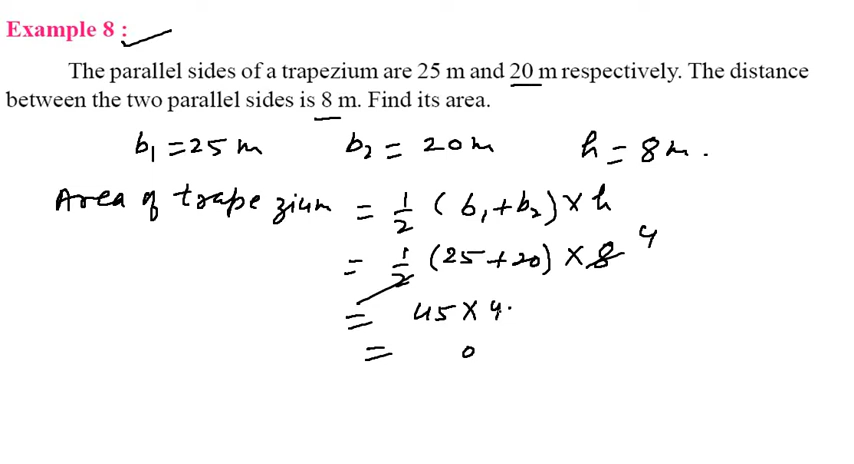 Example 8 :
The parallel sides of a trapezium are 25 m and 20 m respectively. The distance
between the two parallel sides is 8 m. Find its area.
b₁ = 25 m b₂ = 20 m h = 8 m.
Area of trapezium = 1/2 (b₁ + b₂) × h
= 1/2 (25 + 20) × 8 4
= 45 × 4.
= 0